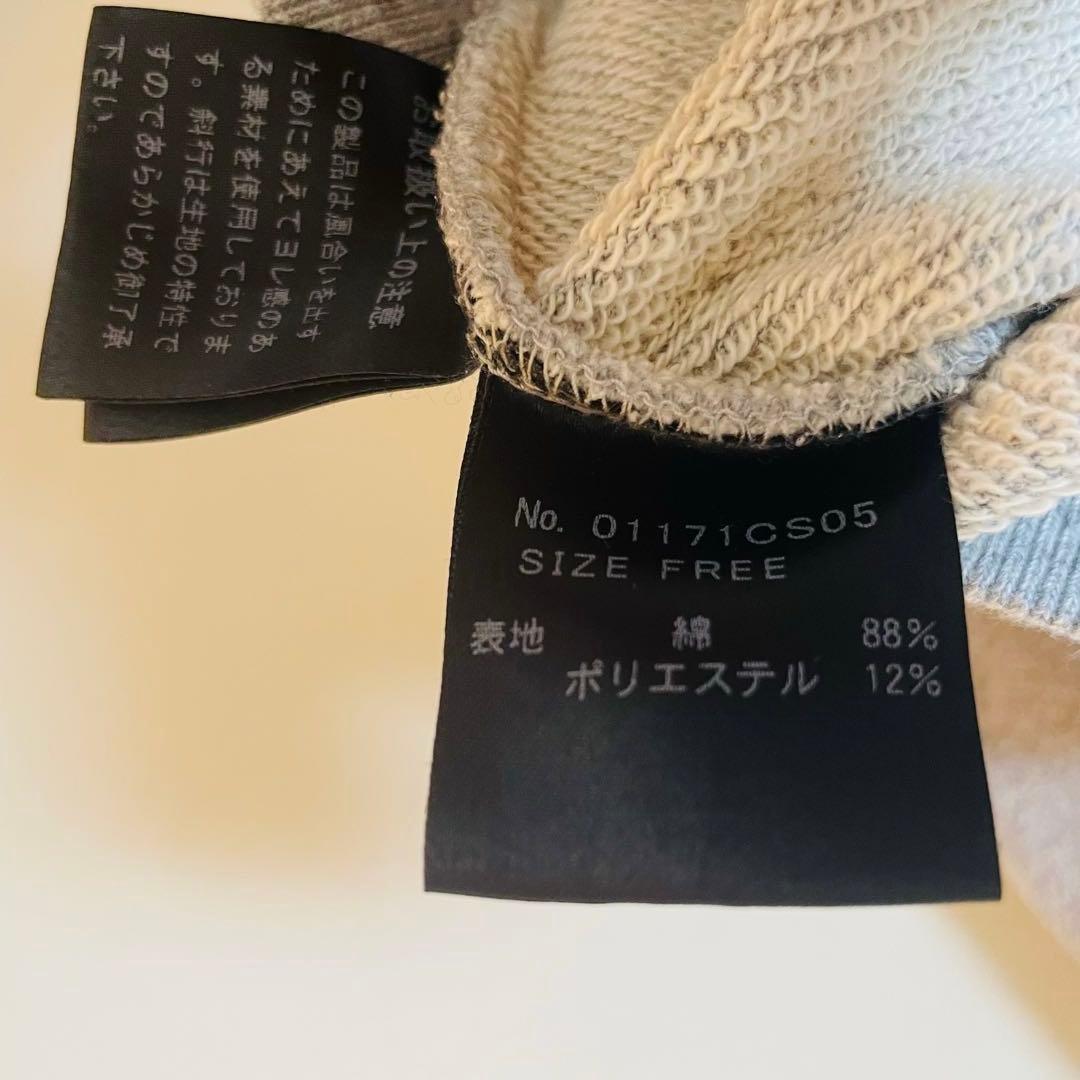 お取扱い上の注意
この製品は風合いを出す
ためにあえてヨレ感のあ
る素材を使用しておりま
す。斜行は生地の特性で
すのであらかじめ御了承
下さい。
No. 01171CS05
SIZE FREE
表地 綿 88%
ポリエステル 12%